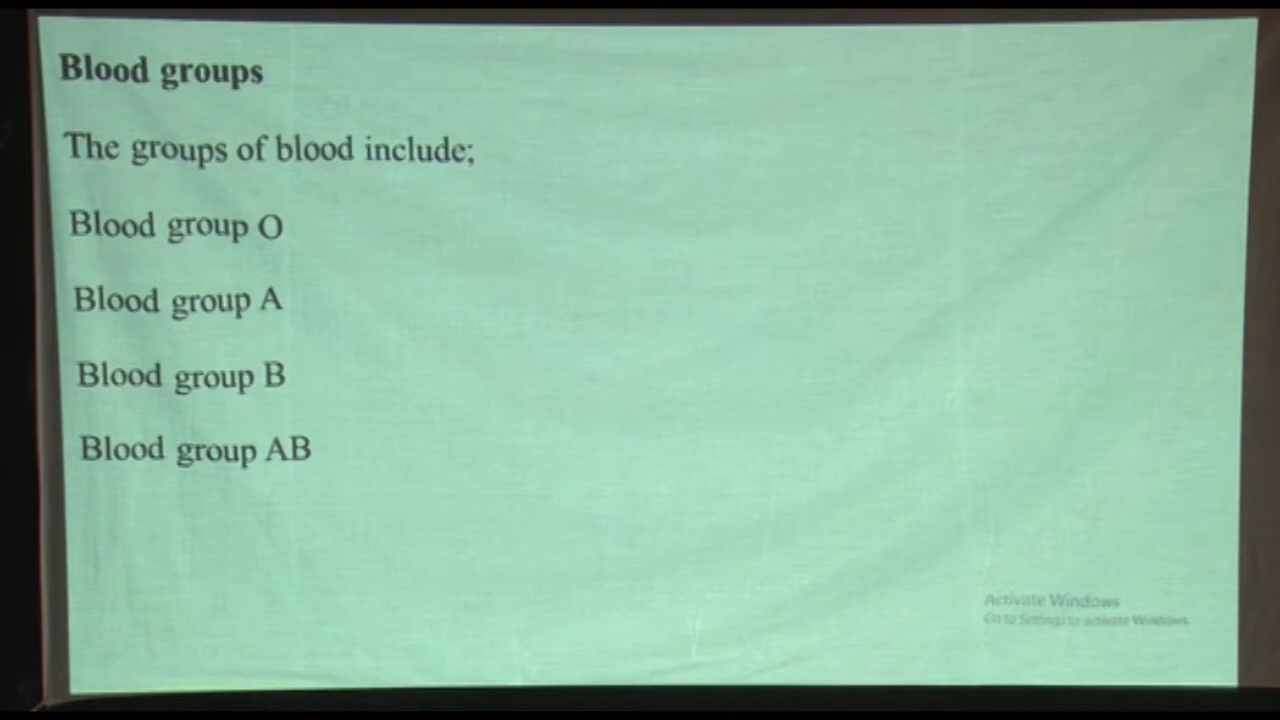 Blood groups
The groups of blood include;
Blood group O
Blood group A
Blood group B
Blood group AB
Activate Windows
Go to Settings to activate Windows.